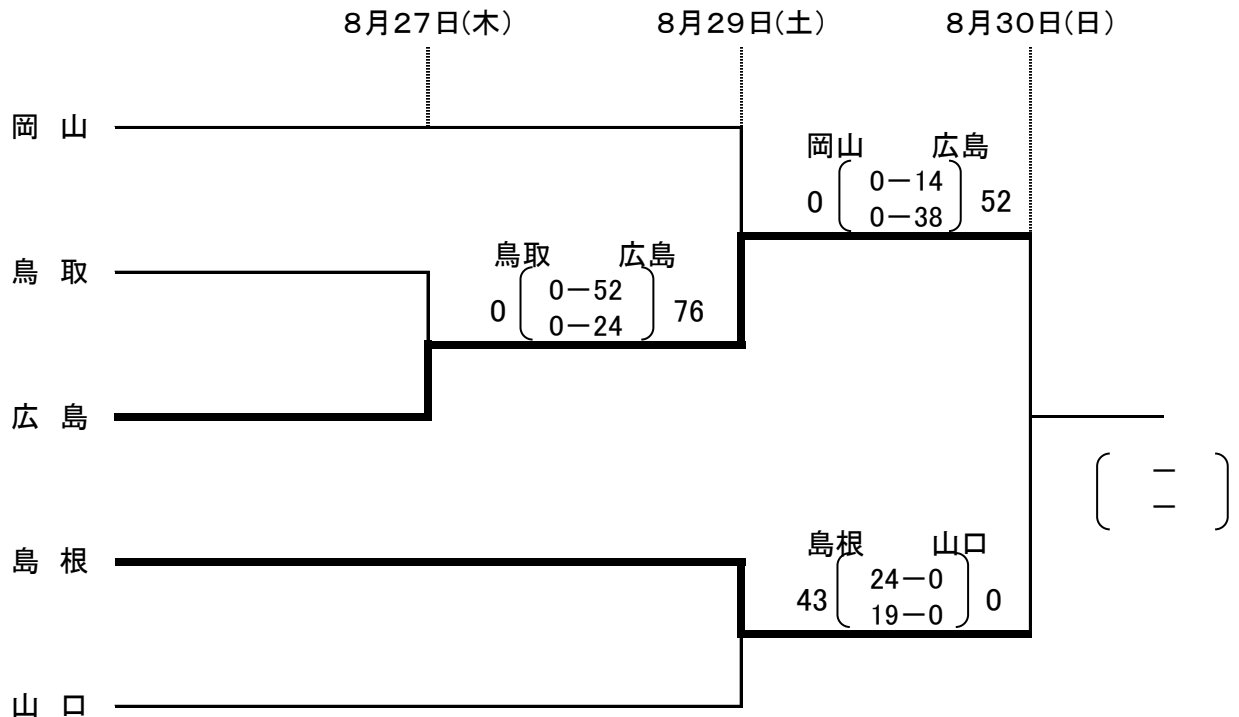 8月27日(木) 8月29日(土) 8月30日(日)
岡 山
岡山 広島
0 0－14 52
0－38
鳥 取
鳥取 広島
0 0－52 76
0－24
広 島
－
－
島 根
島根 山口
43 24－0 0
19－0
山 口